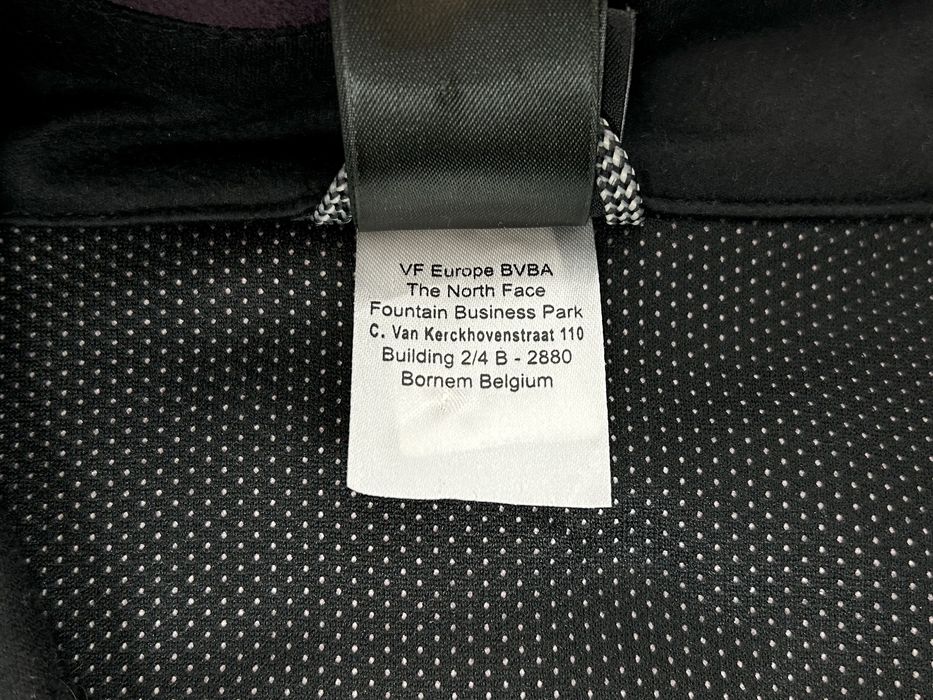 VF Europe BVBA
The North Face
Fountain Business Park
C. Van Kerckhovenstraat 110
Building 2/4 B - 2880
Bornem Belgium